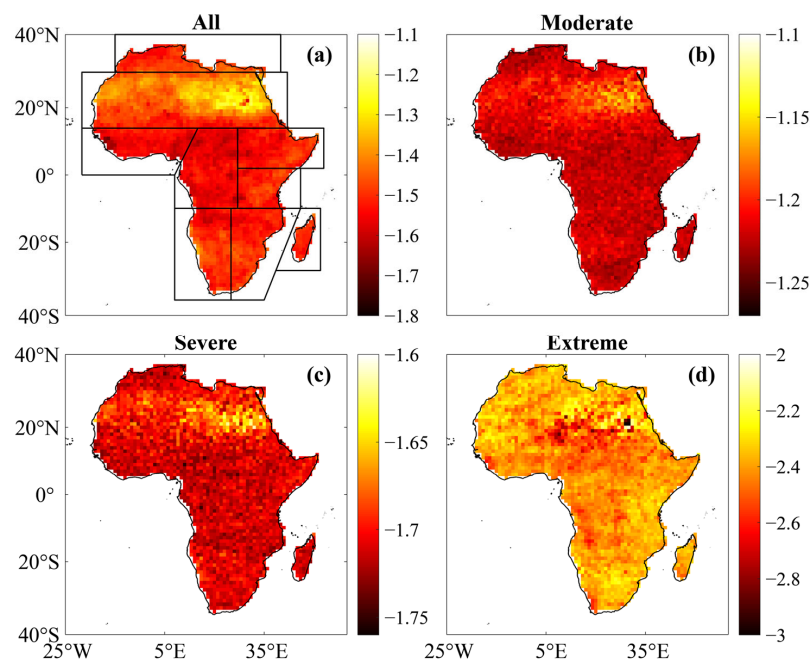 All
Moderate
40°N
20°N
0°
20°S
40°S
(a)
-1.1
-1.2
-1.3
-1.4
-1.5
-1.6
-1.7
-1.8
(b)
-1.1
-1.15
-1.2
-1.25
Severe
Extreme
40°N
20°N
0°
20°S
40°S
25°W
5°E
35°E
(c)
-1.6
-1.65
-1.7
-1.75
(d)
25°W
5°E
35°E
-2
-2.2
-2.4
-2.6
-2.8
-3